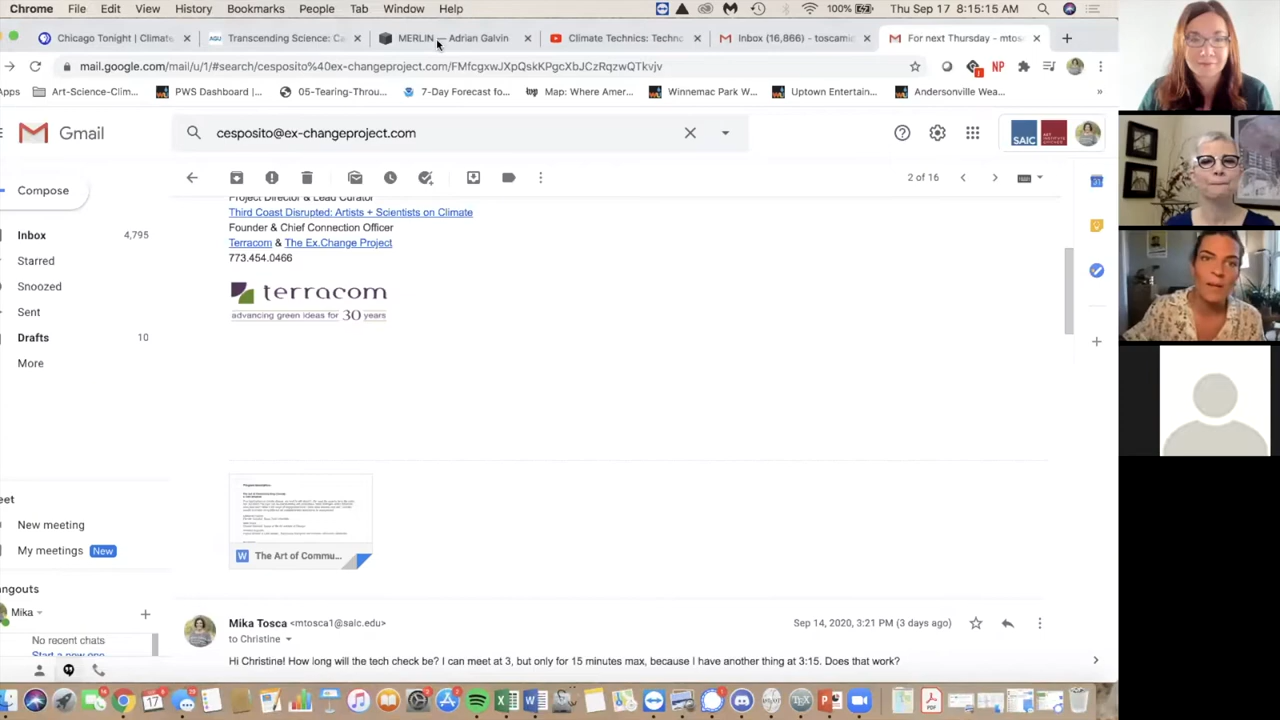 Chrome File Edit View History Bookmarks People Tab Window Help 100% Thu Sep 17 8:15:15 AM
Chicago Tonight | Climate × Transcending Science: Ca × MERLIN — Adrian Galvin × Climate Technics: Techno × Inbox (16,866) - toscamic × For next Thursday - mtos ×
mail.google.com/mail/u/1/#search/cesposito%40ex-changeproject.com/
Apps Art-Science-Clim... PWS Dashboard |... 05-Tearing-Throu... 7-Day Forecast fo... Map: Where Amer... Winnemac Park W... Uptown Entertain... Andersonville Wea... »
Gmail cesposito@ex-changeproject.com SAIC
Compose 2 of 16
Project Director & Lead Curator
Third Coast Disrupted: Artists + Scientists on Climate
Founder & Chief Connection Officer
Terracom & The Ex.Change Project
773.454.0466
terracom
advancing green ideas for 30 years
Inbox 4,795
Starred
Snoozed
Sent
Drafts 10
More
W The Art of Commu...
eet
New meeting
My meetings New
angouts
Mika
No recent chats
Start a new one
Mika Tosca <mtosca1@saic.edu> Sep 14, 2020, 3:21 PM (3 days ago)
to Christine
Hi Christine! How long will the tech check be? I can meet at 3, but only for 15 minutes max, because I have another thing at 3:15. Does that work?